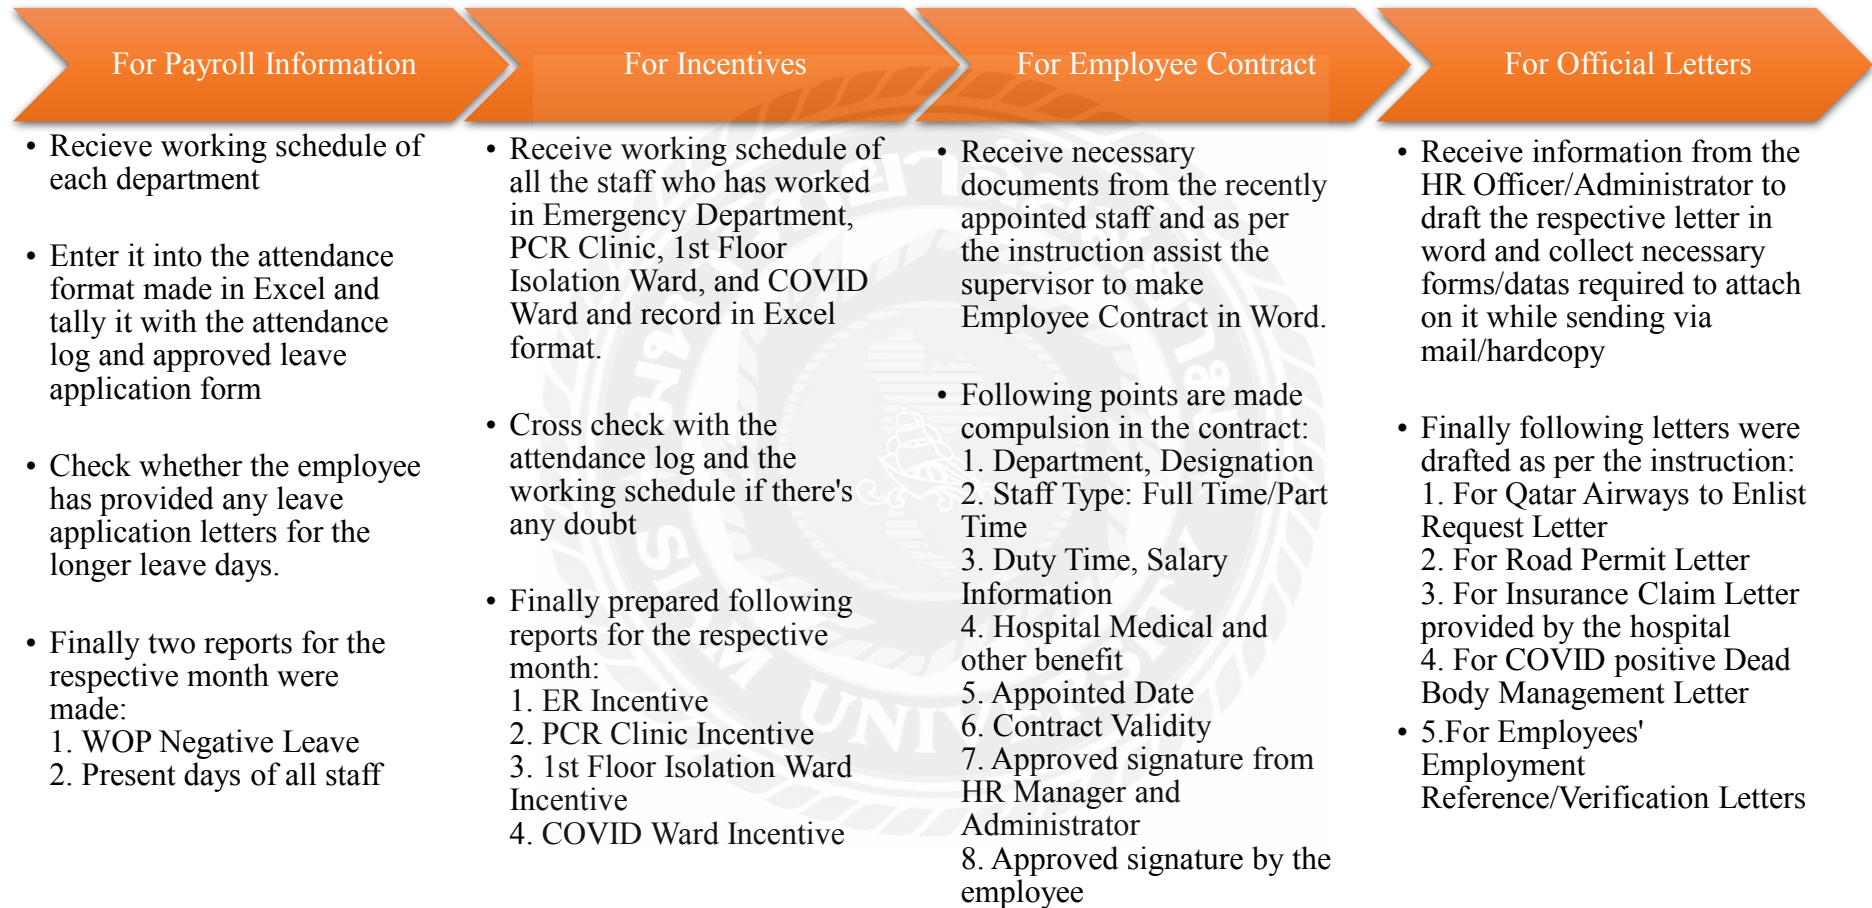 For Payroll Information
• Recieve working schedule of
each department
• Enter it into the attendance
format made in Excel and
tally it with the attendance
log and approved leave
application form
• Check whether the employee
has provided any leave
application letters for the
longer leave days.
• Finally two reports for the
respective month were
made:
1. WOP Negative Leave
2. Present days of all staff
For Incentives
• Receive working schedule of
all the staff who has worked
in Emergency Department,
PCR Clinic, 1st Floor
Isolation Ward, and COVID
Ward and record in Excel
format.
• Cross check with the
attendance log and the
working schedule if there's
any doubt
• Finally prepared following
reports for the respective
month:
1. ER Incentive
2. PCR Clinic Incentive
3. 1st Floor Isolation Ward
Incentive
4. COVID Ward Incentive
For Employee Contract
• Receive necessary
documents from the recently
appointed staff and as per
the instruction assist the
supervisor to make
Employee Contract in Word.
• Following points are made
compulsion in the contract:
1. Department, Designation
2. Staff Type: Full Time/Part
Time
3. Duty Time, Salary
Information
4. Hospital Medical and
other benefit
5. Appointed Date
6. Contract Validity
7. Approved signature from
HR Manager and
Administrator
8. Approved signature by the
employee
For Official Letters
• Receive information from the
HR Officer/Administrator to
draft the respective letter in
word and collect necessary
forms/datas required to attach
on it while sending via
mail/hardcopy
• Finally following letters were
drafted as per the instruction:
1. For Qatar Airways to Enlist
Request Letter
2. For Road Permit Letter
3. For Insurance Claim Letter
provided by the hospital
4. For COVID positive Dead
Body Management Letter
• 5.For Employees'
Employment
Reference/Verification Letters